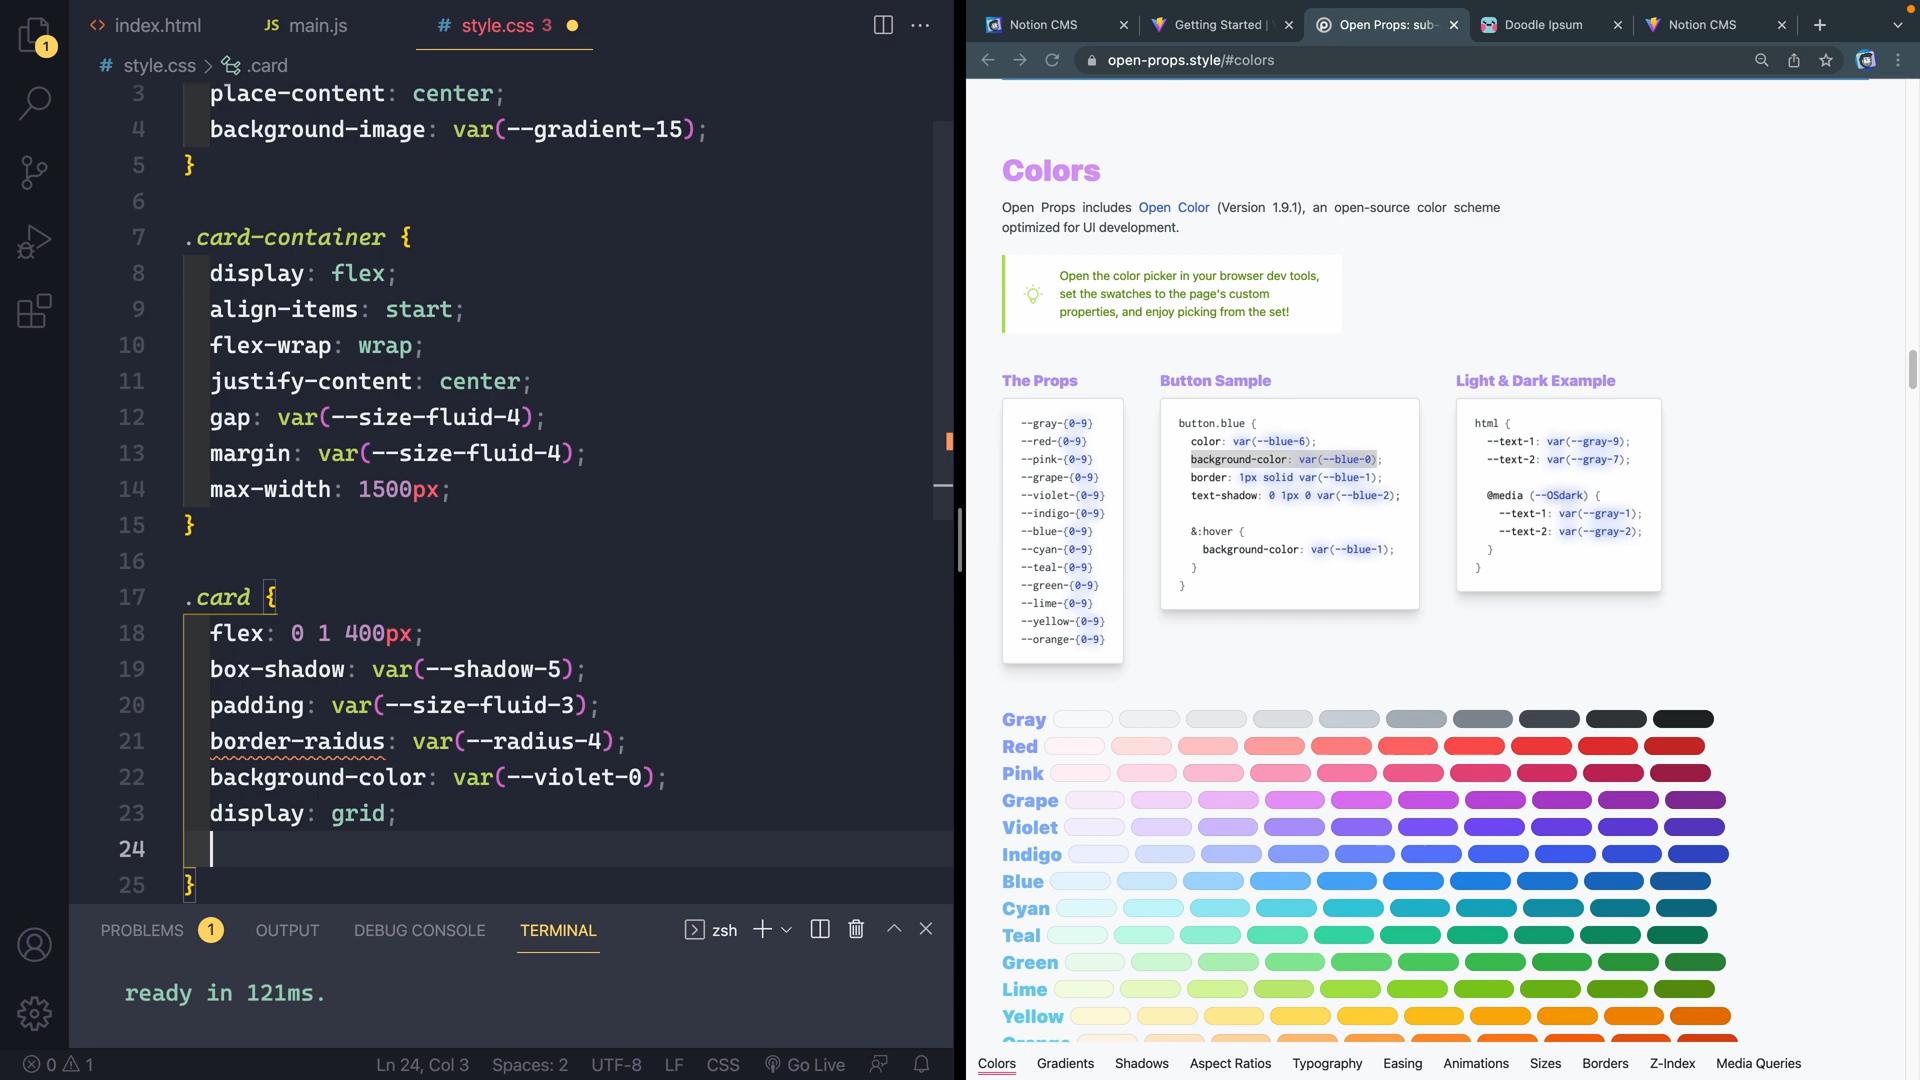 1
index.html
JS main.js
# style.css 3
# style.css > .card
3 place-content: center;
4 background-image: var(--gradient-15);
5 }
6
7 .card-container {
8 display: flex;
9 align-items: start;
10 flex-wrap: wrap;
11 justify-content: center;
12 gap: var(--size-fluid-4);
13 margin: var(--size-fluid-4);
14 max-width: 1500px;
15 }
16
17 .card {
18 flex: 0 1 400px;
19 box-shadow: var(--shadow-5);
20 padding: var(--size-fluid-3);
21 border-raidus: var(--radius-4);
22 background-color: var(--violet-0);
23 display: grid;
24
25 }
PROBLEMS 1 OUTPUT DEBUG CONSOLE TERMINAL zsh
ready in 121ms.
0 1 Ln 24, Col 3 Spaces: 2 UTF-8 LF CSS Go Live
Notion CMS
Getting Started |
Open Props: sub-
Doodle Ipsum
Notion CMS
open-props.style/#colors
Colors
Open Props includes Open Color (Version 1.9.1), an open-source color scheme
optimized for UI development.
Open the color picker in your browser dev tools,
set the swatches to the page's custom
properties, and enjoy picking from the set!
The Props
--gray-{0-9}
--red-{0-9}
--pink-{0-9}
--grape-{0-9}
--violet-{0-9}
--indigo-{0-9}
--blue-{0-9}
--cyan-{0-9}
--teal-{0-9}
--green-{0-9}
--lime-{0-9}
--yellow-{0-9}
--orange-{0-9}
Button Sample
button.blue {
color: var(--blue-6);
background-color: var(--blue-0);
border: 1px solid var(--blue-1);
text-shadow: 0 1px 0 var(--blue-2);
&:hover {
background-color: var(--blue-1);
}
}
Light & Dark Example
html {
--text-1: var(--gray-9);
--text-2: var(--gray-7);
@media (--OSdark) {
--text-1: var(--gray-1);
--text-2: var(--gray-2);
}
}
Gray
Red
Pink
Grape
Violet
Indigo
Blue
Cyan
Teal
Green
Lime
Yellow
Orange
Colors Gradients Shadows Aspect Ratios Typography Easing Animations Sizes Borders Z-Index Media Queries